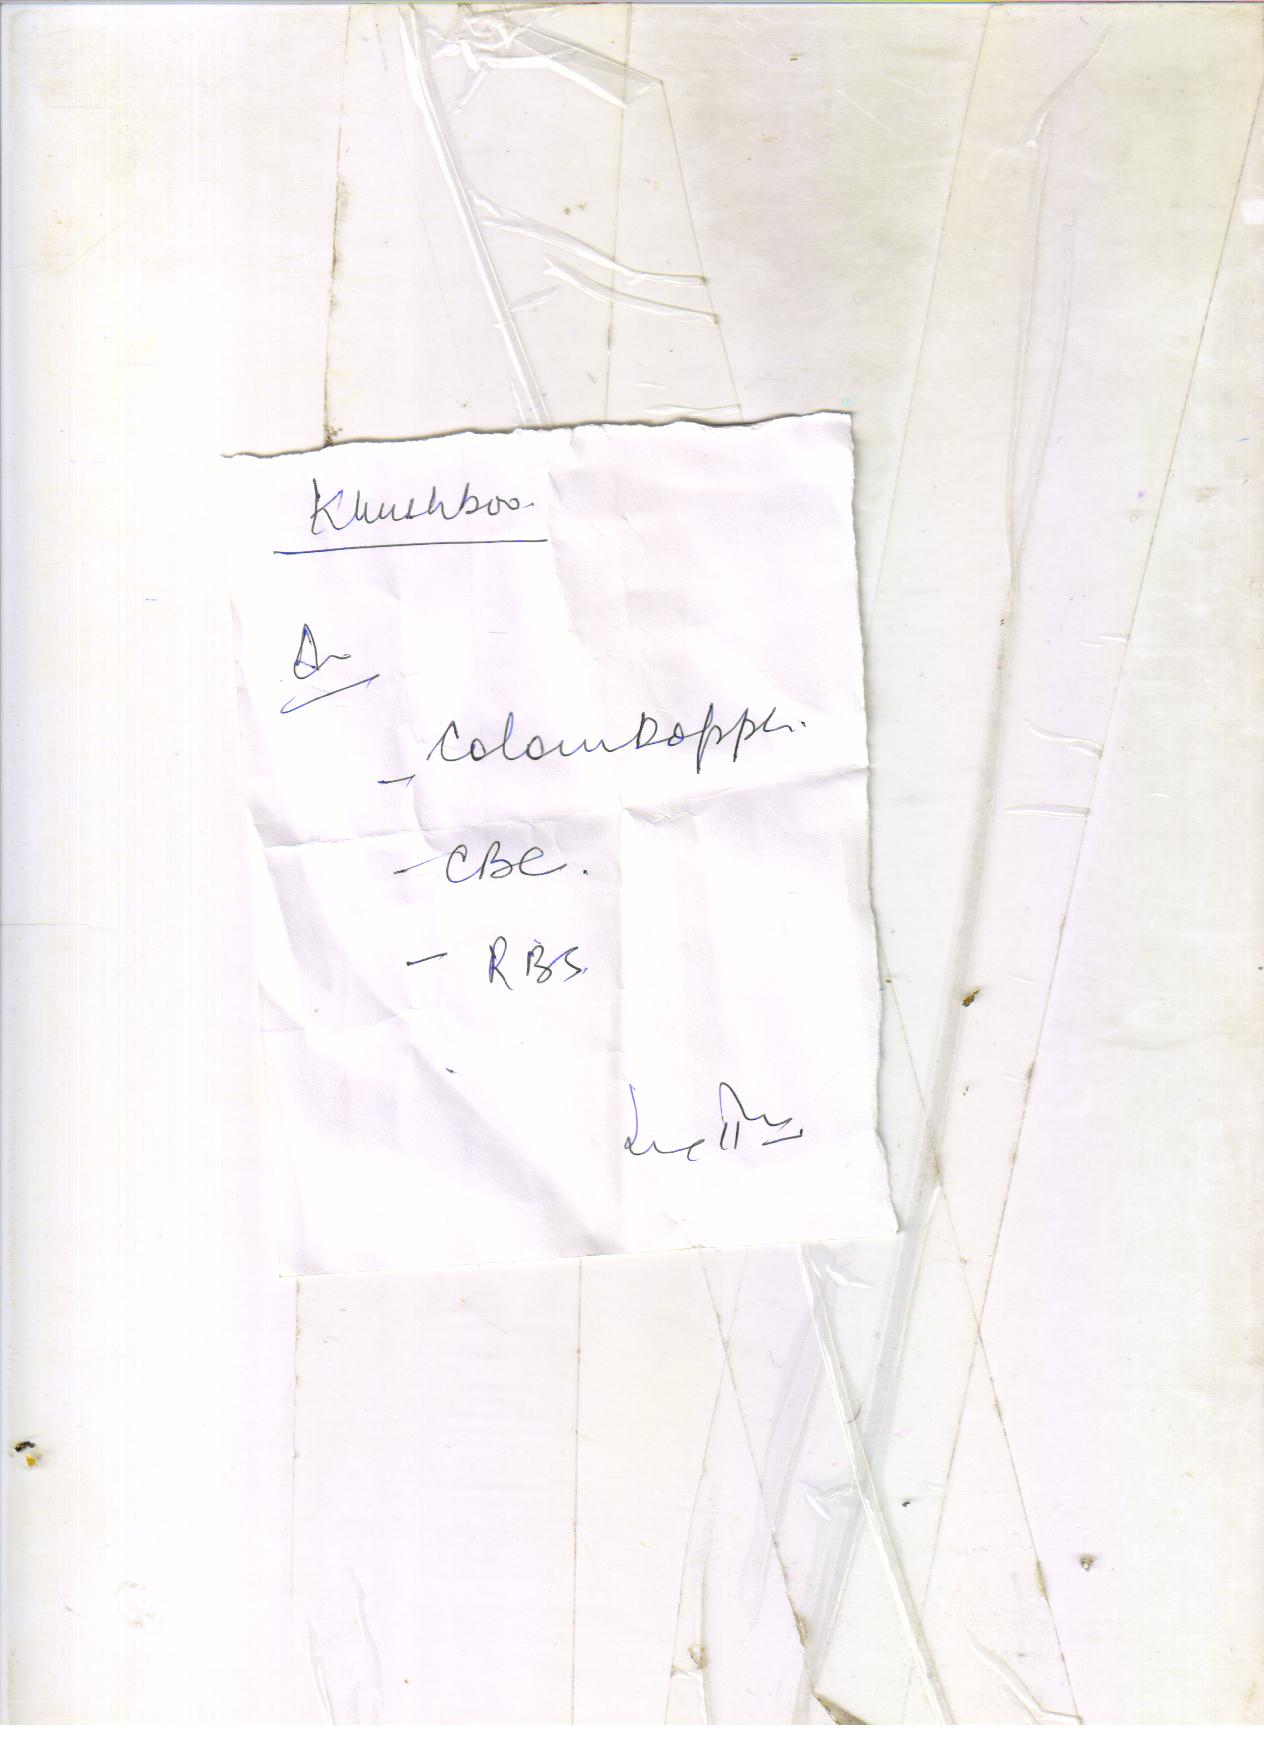 Khushboo.
- Colour Doppler.
- CBC.
- RBS.